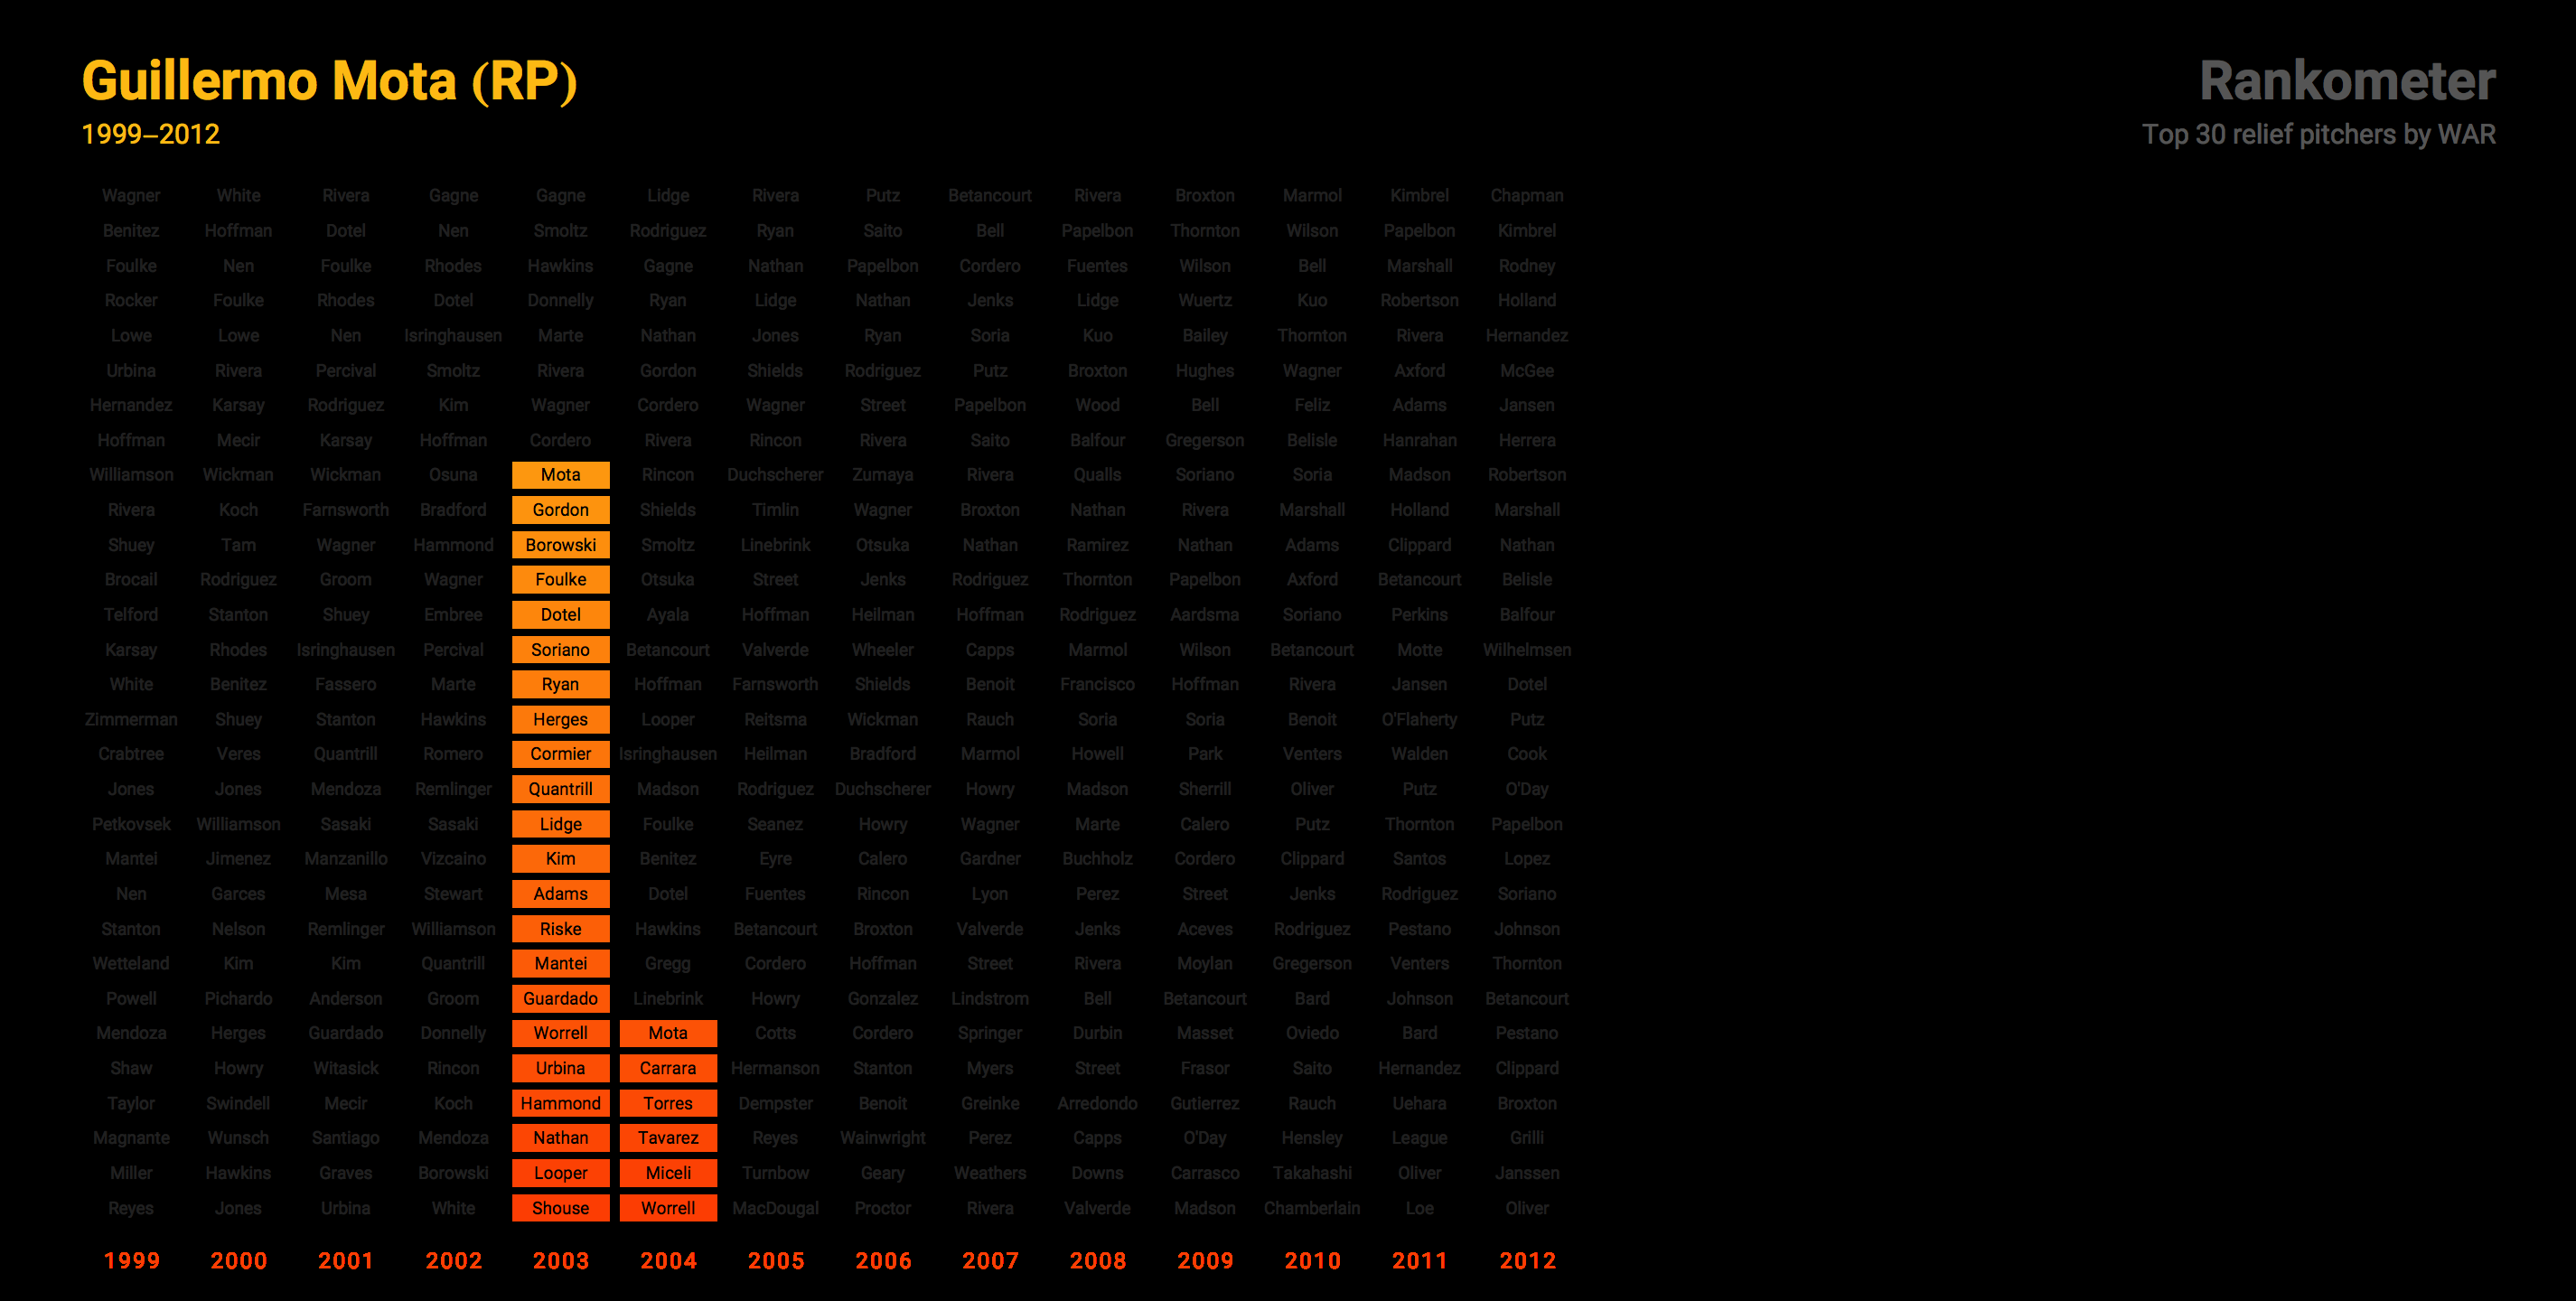 Guillermo Mota (RP)
1999–2012
Rankometer
Top 30 relief pitchers by WAR
Wagner White Rivera Gagne Gagne Lidge Rivera Putz Betancourt Rivera Broxton Marmol Kimbrel Chapman
Benitez Hoffman Dotel Nen Smoltz Rodriguez Ryan Saito Bell Papelbon Thornton Wilson Papelbon Kimbrel
Foulke Nen Foulke Rhodes Hawkins Gagne Nathan Papelbon Cordero Fuentes Wilson Bell Marshall Rodney
Rocker Foulke Rhodes Dotel Donnelly Ryan Lidge Nathan Jenks Lidge Wuertz Kuo Robertson Holland
Lowe Lowe Nen Isringhausen Marte Nathan Jones Ryan Soria Kuo Bailey Thornton Rivera Hernandez
Urbina Rivera Percival Smoltz Rivera Gordon Shields Rodriguez Putz Broxton Hughes Wagner Axford McGee
Hernandez Karsay Rodriguez Kim Wagner Cordero Wagner Street Papelbon Wood Bell Feliz Adams Jansen
Hoffman Mecir Karsay Hoffman Cordero Rivera Rincon Rivera Saito Balfour Gregerson Belisle Hanrahan Herrera
Williamson Wickman Wickman Osuna Mota Rincon Duchscherer Zumaya Rivera Qualls Soriano Soria Madson Robertson
Rivera Koch Farnsworth Bradford Gordon Shields Timlin Wagner Broxton Nathan Rivera Marshall Holland Marshall
Shuey Tam Wagner Hammond Borowski Smoltz Linebrink Otsuka Nathan Ramirez Nathan Adams Clippard Nathan
Brocail Rodriguez Groom Wagner Foulke Otsuka Street Jenks Rodriguez Thornton Papelbon Axford Betancourt Belisle
Telford Stanton Shuey Embree Dotel Ayala Hoffman Heilman Hoffman Rodriguez Aardsma Soriano Perkins Balfour
Karsay Rhodes Isringhausen Percival Soriano Betancourt Valverde Wheeler Capps Marmol Wilson Betancourt Motte Wilhelmsen
White Benitez Fassero Marte Ryan Hoffman Farnsworth Shields Benoit Francisco Hoffman Rivera Jansen Dotel
Zimmerman Shuey Stanton Hawkins Herges Looper Reitsma Wickman Rauch Soria Soria Benoit O'Flaherty Putz
Crabtree Veres Quantrill Romero Cormier Isringhausen Heilman Bradford Marmol Howell Park Venters Walden Cook
Jones Jones Mendoza Remlinger Quantrill Madson Rodriguez Duchscherer Howry Madson Sherrill Oliver Putz O'Day
Petkovsek Williamson Sasaki Sasaki Lidge Foulke Seanez Howry Wagner Marte Calero Putz Thornton Papelbon
Mantei Jimenez Manzanillo Vizcaino Kim Benitez Eyre Calero Gardner Buchholz Cordero Clippard Santos Lopez
Nen Garces Mesa Stewart Adams Dotel Fuentes Rincon Lyon Perez Street Jenks Rodriguez Soriano
Stanton Nelson Remlinger Williamson Riske Hawkins Betancourt Broxton Valverde Jenks Aceves Rodriguez Pestano Johnson
Wetteland Kim Kim Quantrill Mantei Gregg Cordero Hoffman Street Rivera Moylan Gregerson Venters Thornton
Powell Pichardo Anderson Groom Guardado Linebrink Howry Gonzalez Lindstrom Bell Betancourt Bard Johnson Betancourt
Mendoza Herges Guardado Donnelly Worrell Mota Cotts Cordero Springer Durbin Masset Oviedo Bard Pestano
Shaw Howry Witasick Rincon Urbina Carrara Hermanson Stanton Myers Street Frasor Saito Hernandez Clippard
Taylor Swindell Mecir Koch Hammond Torres Dempster Benoit Greinke Arredondo Gutierrez Rauch Uehara Broxton
Magnante Wunsch Santiago Mendoza Nathan Tavarez Reyes Wainwright Perez Capps O'Day Hensley League Grilli
Miller Hawkins Graves Borowski Looper Miceli Turnbow Geary Weathers Downs Carrasco Takahashi Oliver Janssen
Reyes Jones Urbina White Shouse Worrell MacDougal Proctor Rivera Valverde Madson Chamberlain Loe Oliver
1999 2000 2001 2002 2003 2004 2005 2006 2007 2008 2009 2010 2011 2012